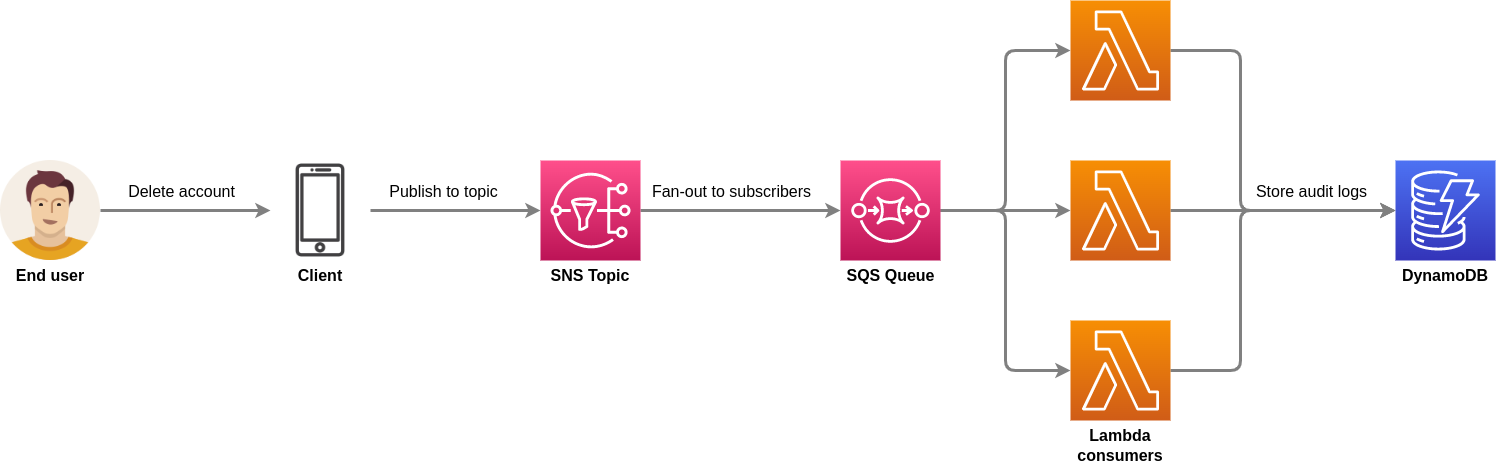 Delete account
Publish to topic
Fan-out to subscribers
Store audit logs
End user
Client
SNS Topic
SQS Queue
DynamoDB
Lambda
consumers